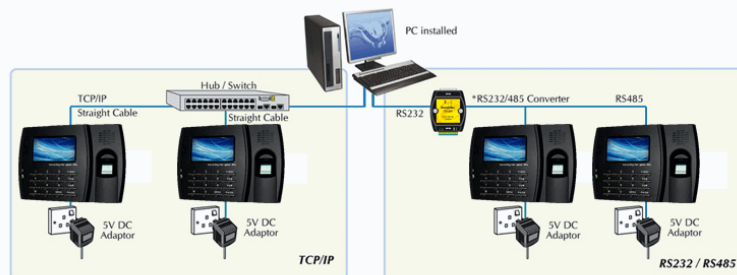 PC installed
TCP/IP
Straight Cable
Hub / Switch
Straight Cable
RS232
*RS232/485 Converter
RS485
5V DC
Adaptor
5V DC
Adaptor
5V DC
Adaptor
5V DC
Adaptor
TCP/IP
RS232 / RS485